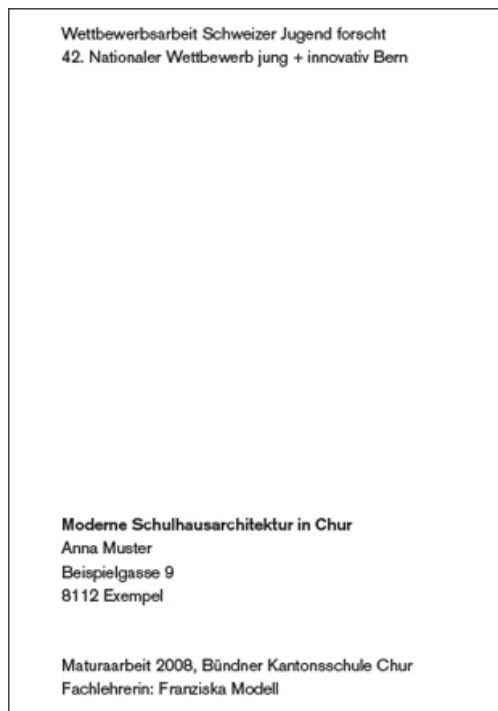 Wettbewerbsarbeit Schweizer Jugend forscht
42. Nationaler Wettbewerb jung + innovativ Bern
Moderne Schulhausarchitektur in Chur
Anna Muster
Beispielgasse 9
8112 Exempel
Maturaarbeit 2008, Bündner Kantonsschule Chur
Fachlehrerin: Franziska Modell